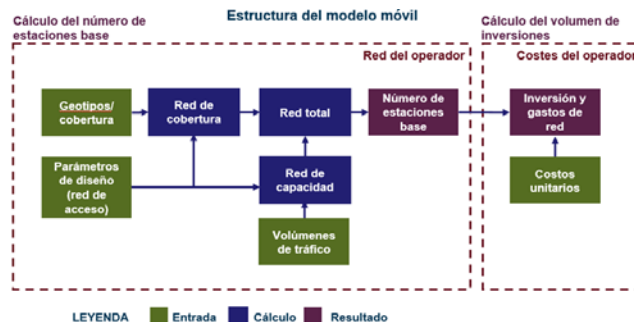 Estructura del modelo móvil
Cálculo del número de
estaciones base
Cálculo del volumen de
inversiones
Red del operador
Costes del operador
Geotipos/
cobertura
Red de
cobertura
Red total
Número de
estaciones
base
Inversión y
gastos de
red
Parámetros
de diseño
(red de
acceso)
Red de
capacidad
Costos
unitarios
Volúmenes
de tráfico
LEYENDA Entrada Cálculo Resultado